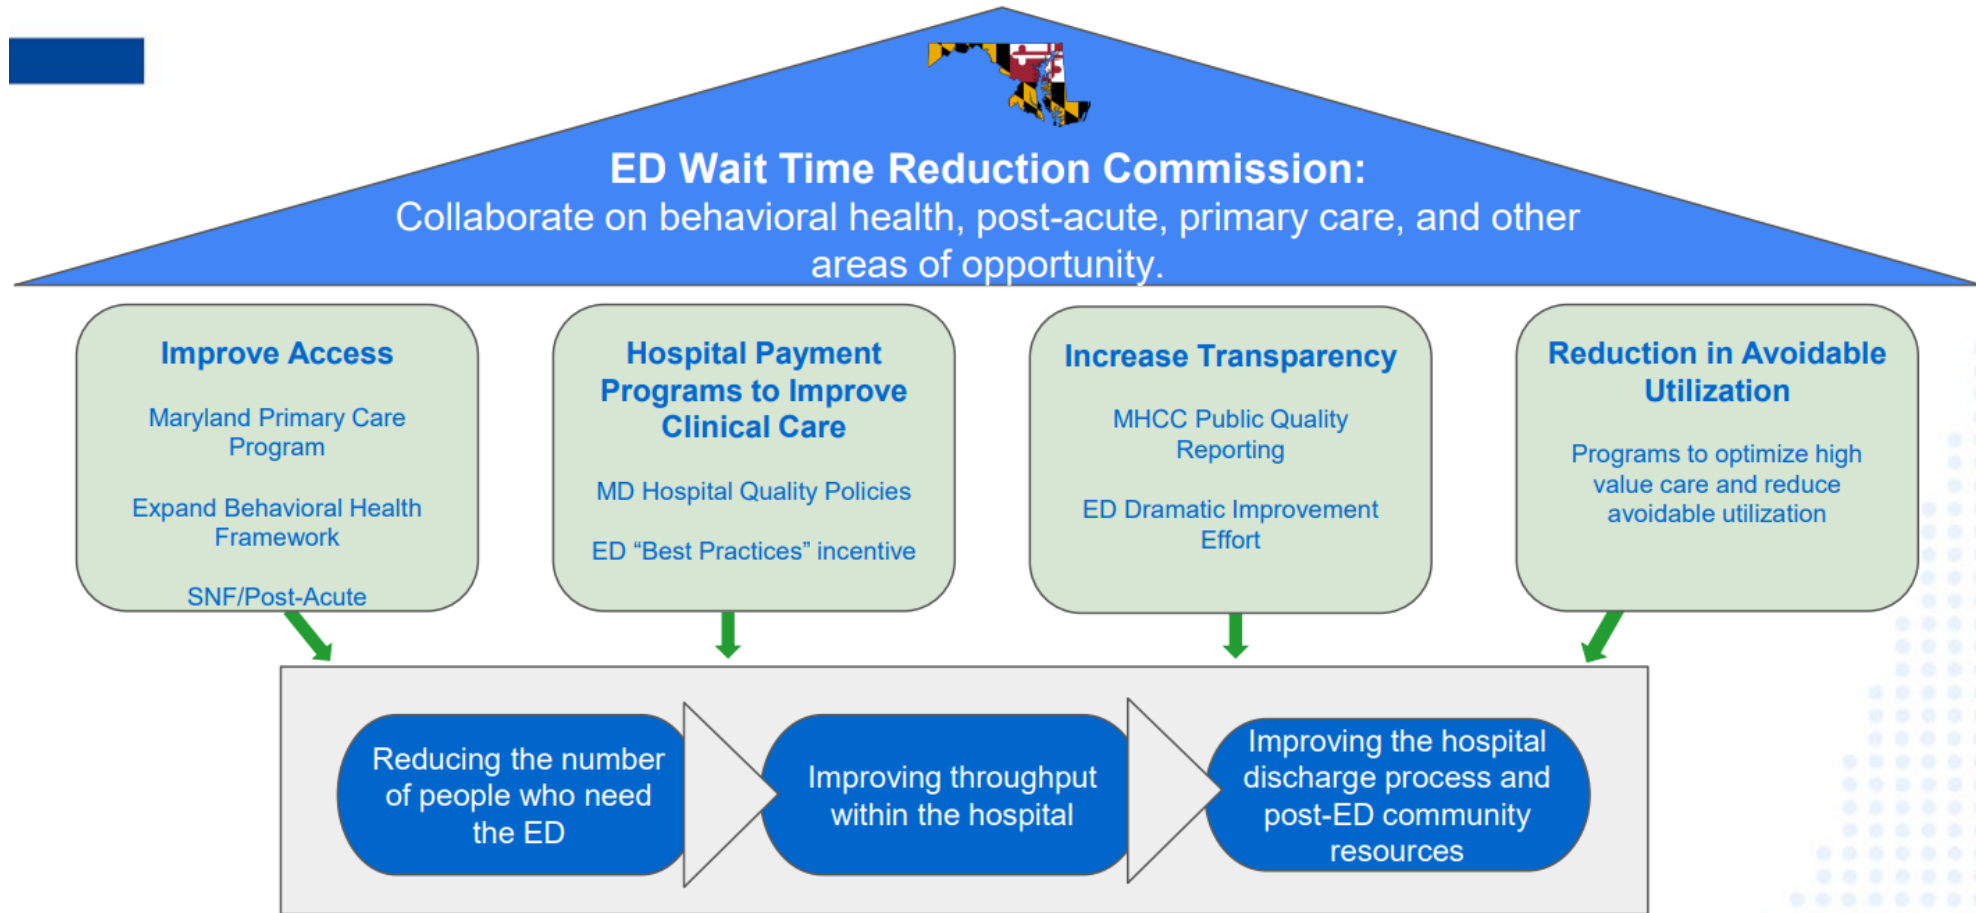 ED Wait Time Reduction Commission:
Collaborate on behavioral health, post-acute, primary care, and other
areas of opportunity.
Improve Access
Maryland Primary Care
Program
Expand Behavioral Health
Framework
SNF/Post-Acute
Hospital Payment
Programs to Improve
Clinical Care
MD Hospital Quality Policies
ED “Best Practices” incentive
Increase Transparency
MHCC Public Quality
Reporting
ED Dramatic Improvement
Effort
Reduction in Avoidable
Utilization
Programs to optimize high
value care and reduce
avoidable utilization
Reducing the number
of people who need
the ED
Improving throughput
within the hospital
Improving the hospital
discharge process and
post-ED community
resources